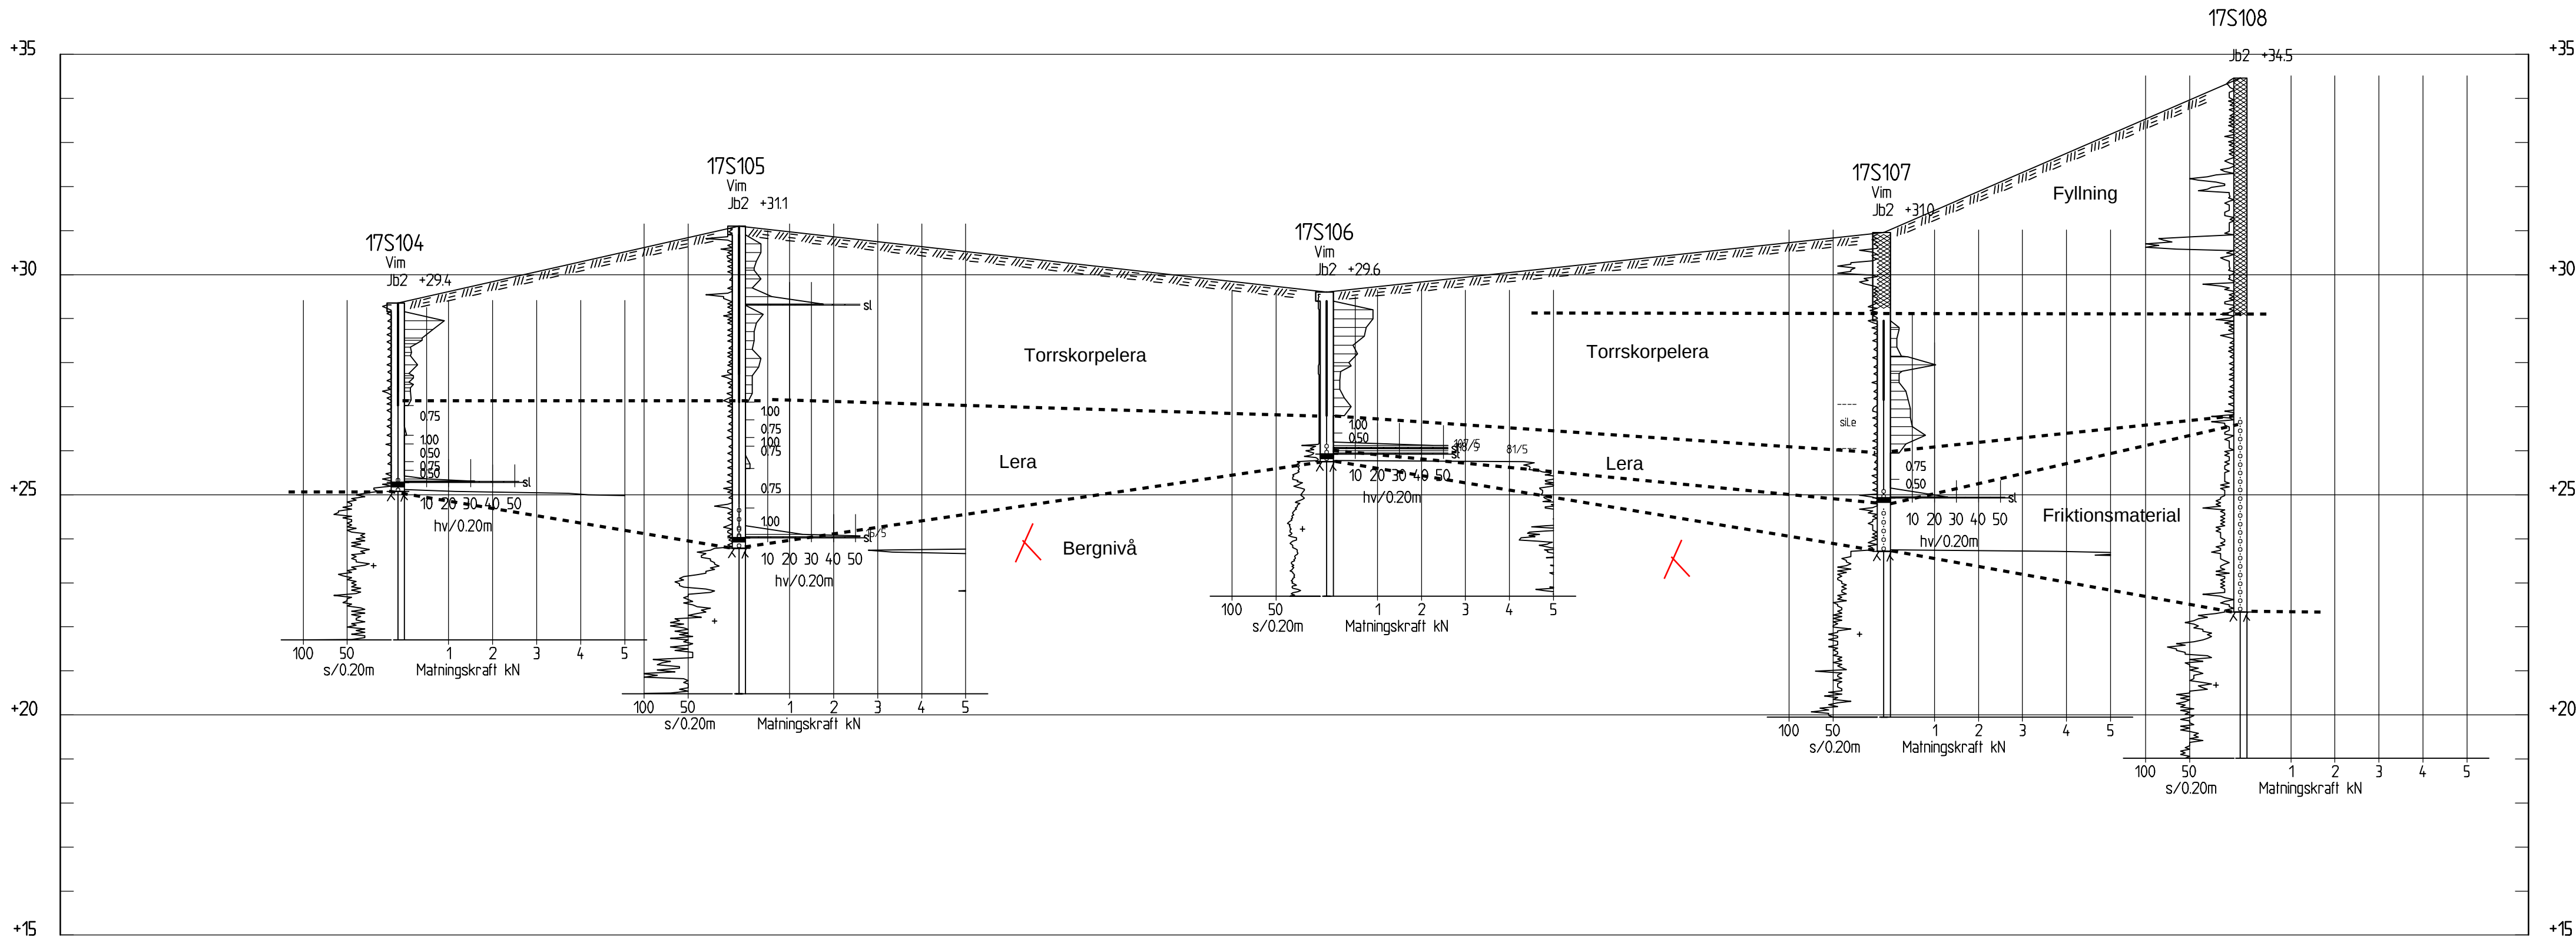 17S108
+35
+35
Jb2 +34.5
17S105
Vim
Jb2 +31.1
17S107
Vim
Jb2 +31.0
Fyllning
17S104
Vim
Jb2 +29.4
17S106
Vim
Jb2 +29.6
+30
+30
sl
Torrskorpelera
Torrskorpelera
0.75
1.00
0.50
0.75
0.50
sl
10 20 30 40 50
hv/0.20m
1.00
0.75
1.00
0.75
0.75
1.00
sl
10 20 30 40 50
hv/0.20m
1.00
0.50
81/5
10 20 30 40 50
hv/0.20m
siLe
0.75
0.50
sl
10 20 30 40 50
hv/0.20m
Lera
Lera
+25
+25
Friktionsmaterial
Bergnivå
100 50 1 2 3 4 5
s/0.20m Matningskraft kN
100 50 1 2 3 4 5
s/0.20m Matningskraft kN
100 50 1 2 3 4 5
s/0.20m Matningskraft kN
100 50 1 2 3 4 5
s/0.20m Matningskraft kN
100 50 1 2 3 4 5
s/0.20m Matningskraft kN
+20
+20
+15
+15